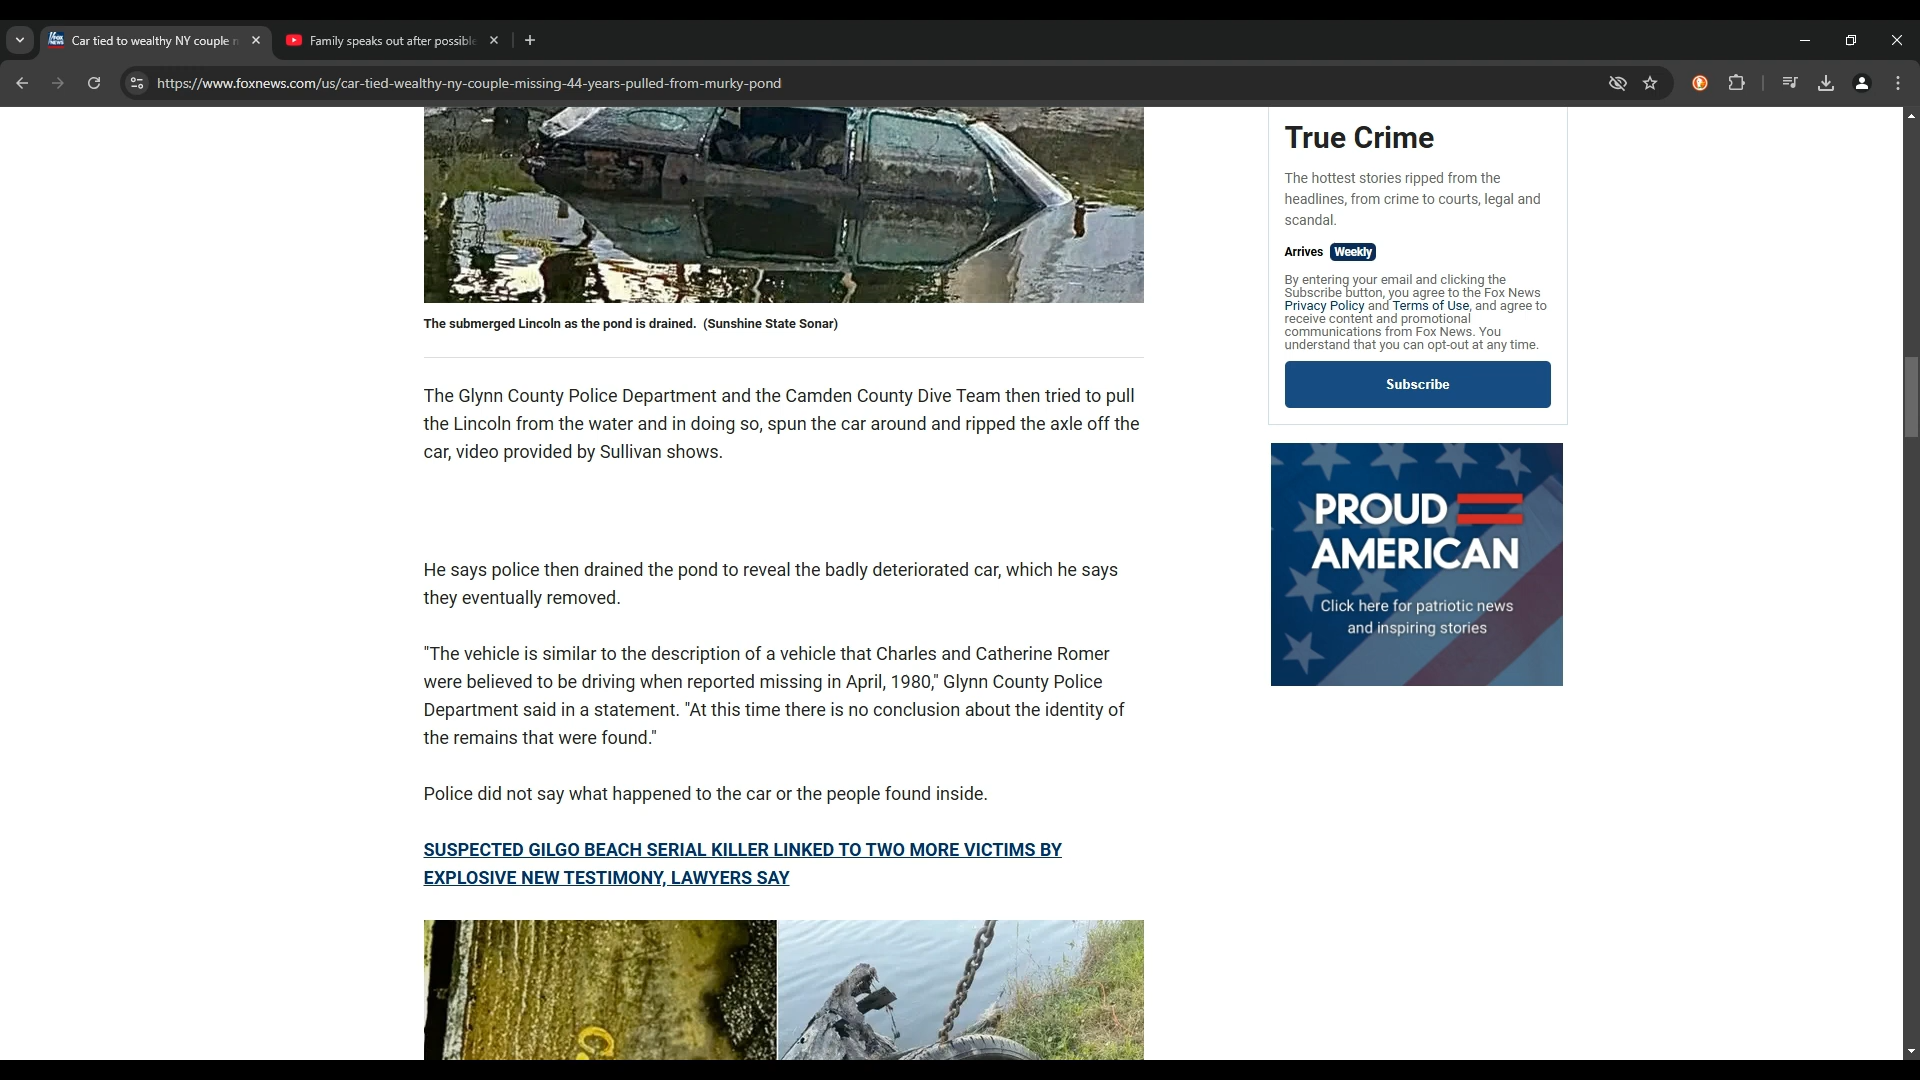 Car tied to wealthy NY couple
Family speaks out after possible
https://www.foxnews.com/us/car-tied-wealthy-ny-couple-missing-44-years-pulled-from-murky-pond
The submerged Lincoln as the pond is drained. (Sunshine State Sonar)
The Glynn County Police Department and the Camden County Dive Team then tried to pull
the Lincoln from the water and in doing so, spun the car around and ripped the axle off the
car, video provided by Sullivan shows.
He says police then drained the pond to reveal the badly deteriorated car, which he says
they eventually removed.
"The vehicle is similar to the description of a vehicle that Charles and Catherine Romer
were believed to be driving when reported missing in April, 1980," Glynn County Police
Department said in a statement. "At this time there is no conclusion about the identity of
the remains that were found."
Police did not say what happened to the car or the people found inside.
SUSPECTED GILGO BEACH SERIAL KILLER LINKED TO TWO MORE VICTIMS BY
EXPLOSIVE NEW TESTIMONY, LAWYERS SAY
True Crime
The hottest stories ripped from the
headlines, from crime to courts, legal and
scandal.
Arrives Weekly
By entering your email and clicking the
Subscribe button, you agree to the Fox News
Privacy Policy and Terms of Use, and agree to
receive content and promotional
communications from Fox News. You
understand that you can opt-out at any time.
Subscribe
PROUD
AMERICAN
Click here for patriotic news
and inspiring stories